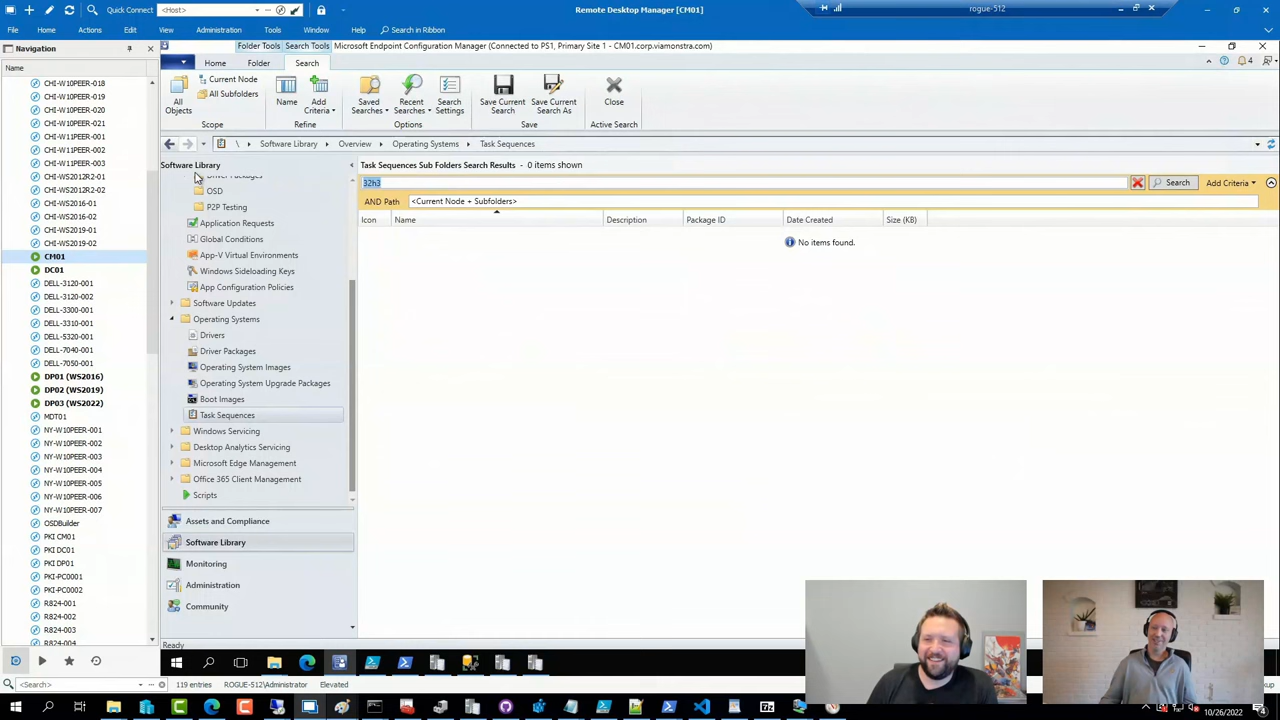 Quick Connect <Host>
Remote Desktop Manager [CM01]
rogue-512
File Home Actions Edit View Administration Tools Window Help Search in Ribbon
Navigation
Name
CHI-W10PEER-018
CHI-W10PEER-019
CHI-W10PEER-020
CHI-W10PEER-021
CHI-W11PEER-001
CHI-W11PEER-002
CHI-W11PEER-003
CHI-WS2012R2-01
CHI-WS2012R2-02
CHI-WS2016-01
CHI-WS2016-02
CHI-WS2019-01
CHI-WS2019-02
CM01
DC01
DELL-3120-001
DELL-3120-002
DELL-3300-001
DELL-3310-001
DELL-5320-001
DELL-7040-001
DELL-7050-001
DP01 (WS2016)
DP02 (WS2019)
DP03 (WS2022)
MDT01
NY-W10PEER-001
NY-W10PEER-002
NY-W10PEER-003
NY-W10PEER-004
NY-W10PEER-005
NY-W10PEER-006
NY-W10PEER-007
OSDBuilder
PKI CM01
PKI DC01
PKI DP01
PKI-PC0001
PKI-PC0002
R824-001
R824-002
R824-003
R824-004
Folder Tools Search Tools Microsoft Endpoint Configuration Manager (Connected to PS1, Primary Site 1 - CM01.corp.viamonstra.com)
Home Folder Search
4
All Objects
Current Node
All Subfolders
Scope
Name
Add Criteria
Refine
Saved Searches
Recent Searches
Search Settings
Options
Save Current Search
Save Current Search As
Save
Close
Active Search
\ Software Library Overview Operating Systems Task Sequences
Software Library
Driver Packages
OSD
P2P Testing
Application Requests
Global Conditions
App-V Virtual Environments
Windows Sideloading Keys
App Configuration Policies
Software Updates
Operating Systems
Drivers
Driver Packages
Operating System Images
Operating System Upgrade Packages
Boot Images
Task Sequences
Windows Servicing
Desktop Analytics Servicing
Microsoft Edge Management
Office 365 Client Management
Scripts
Assets and Compliance
Software Library
Monitoring
Administration
Community
Ready
Task Sequences Sub Folders Search Results - 0 items shown
32h3
Search Add Criteria
AND Path <Current Node + Subfolders>
Icon Name Description Package ID Date Created Size (KB)
No items found.
<Search>
119 entries ROGUE-512\Administrator Elevated
10/26/2022